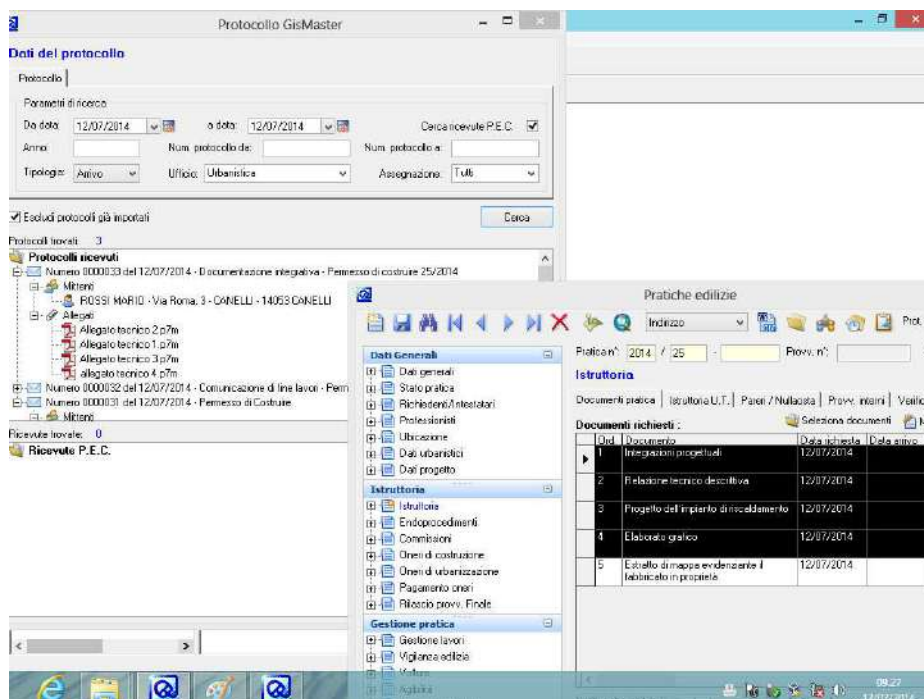 Protocollo GisMaster
Dati del protocollo
Protocollo
Parametri di ricerca
Da data: 12/07/2014 a data: 12/07/2014 Cerca ricevute P.E.C.
Anno: Num. protocollo da: Num. protocollo a:
Tipologia: Arrivo Ufficio: Urbanistica Assegnazione: Tutti
Escludi protocolli già importati Cerca
Protocolli trovati: 3
Protocolli ricevuti
Numero 0000033 del 12/07/2014 - Documentazione integrativa - Permesso di costruire 25/2014
Mittenti
ROSSI MARIO - Via Roma, 3 - CANELLI - 14053 CANELLI
Allegati
Allegato tecnico 2.p7m
Allegato tecnico 1.p7m
Allegato tecnico 3.p7m
allegato tecnico 4.p7m
Numero 0000032 del 12/07/2014 - Comunicazione di fine lavori - Perm
Numero 0000031 del 12/07/2014 - Permesso di Costruire
Mittenti
Ricevute trovate: 0
Ricevute P.E.C.
Pratiche edilizie
Indirizzo Prot.
Dati Generali
Dati generali
Stato pratica
Richiedenti/Intestatari
Professionisti
Ubicazione
Dati urbanistici
Dati progetto
Istruttoria
Istruttoria
Endoprocedimenti
Commissioni
Oneri di costruzione
Oneri di urbanizzazione
Pagamento oneri
Rilascio provv. Finale
Gestione pratica
Gestione lavori
Vigilanza edilizia
Volture
Agibilità
Pratica n°: 2014 / 25 - Provv. n°:
Istruttoria
Documenti pratica Istruttoria U.T. Pareri / Nullaosta Provv. interni Verific
Documenti richiesti : Seleziona documenti N
Ord. Documento Data richiesta Data arrivo
1 Integrazioni progettuali 12/07/2014
2 Relazione tecnico descrittiva 12/07/2014
3 Progetto dell'impianto di riscaldamento 12/07/2014
4 Elaborato grafico 12/07/2014
5 Estratto di mappa evidenziante il 12/07/2014
fabbricato in proprietà
09:27
12/07/2014